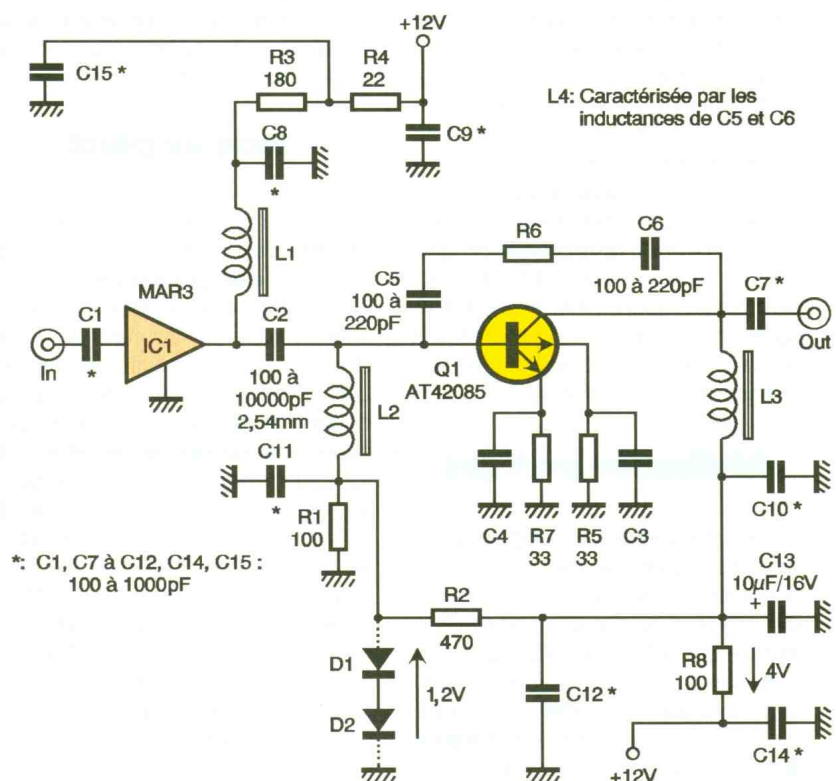 +12V
C15 *
R3
180
R4
22
L4: Caractérisée par les
inductances de C5 et C6
C8
*
C9 *
L1
R6
C6
100 à 220pF
C5
100 à
220pF
C7 *
MAR3
C1
*
IC1
In
C2
100 à
10000pF
2,54mm
Out
Q1
AT42085
L2
L3
C11
*
R1
100
C4
R7
33
R5
33
C3
C10 *
*: C1, C7 à C12, C14, C15 :
100 à 1000pF
C13
10µF/16V
+
R2
470
D1
D2
1,2V
C12 *
R8
100
4V
C14 *
+12V